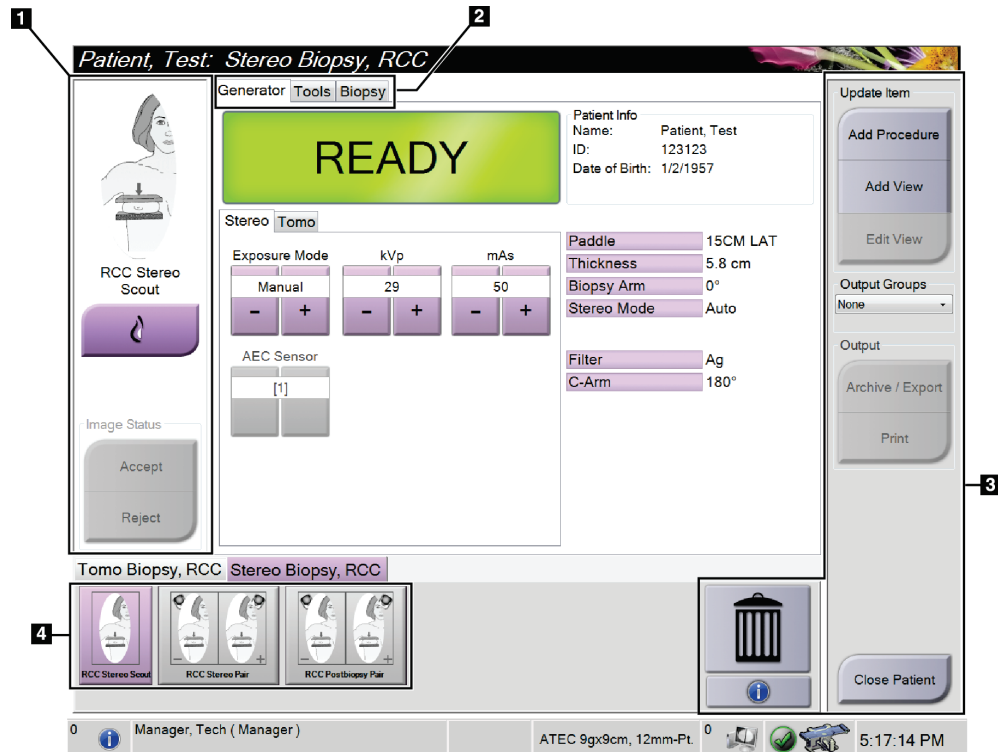 1
2
Patient, Test: Stereo Biopsy, RCC
Generator Tools Biopsy
READY
Patient Info
Name: Patient, Test
ID: 123123
Date of Birth: 1/2/1957
Update Item
Add Procedure
Add View
Edit View
Output Groups
None
Output
Archive / Export
Print
3
Close Patient
RCC Stereo
Scout
Image Status
Accept
Reject
Stereo Tomo
Exposure Mode kVp mAs
Manual 29 50
- + - + - +
AEC Sensor
[1]
Paddle 15CM LAT
Thickness 5.8 cm
Biopsy Arm 0°
Stereo Mode Auto
Filter Ag
C-Arm 180°
Tomo Biopsy, RCC Stereo Biopsy, RCC
4
- + - +
RCC Stereo Scout RCC Stereo Pair RCC Postbiopsy Pair
i
0 i Manager, Tech ( Manager ) ATEC 9gx9cm, 12mm-Pt. 0 5:17:14 PM